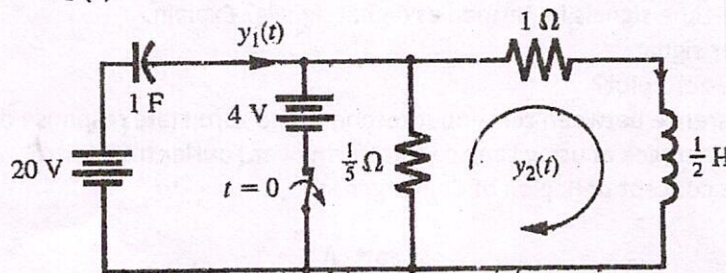 y₁(t)
1 Ω
1 F
4 V
20 V
t = 0
1/5 Ω
y₂(t)
1/2 H